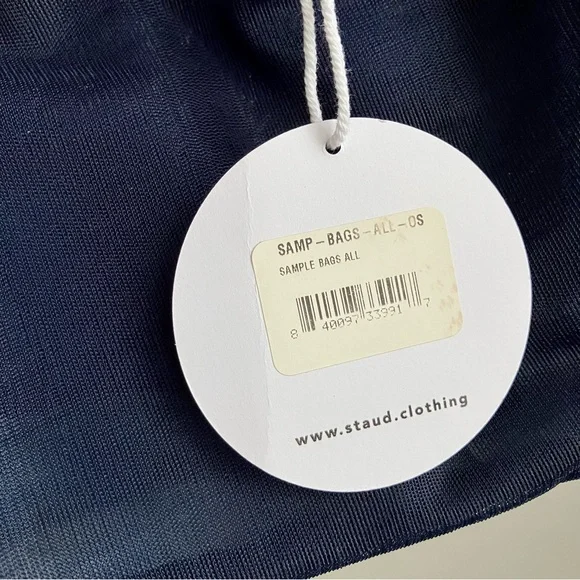 SAMP-BAGS-ALL-OS
SAMPLE BAGS ALL
8 40097 33991 7
www.staud.clothing